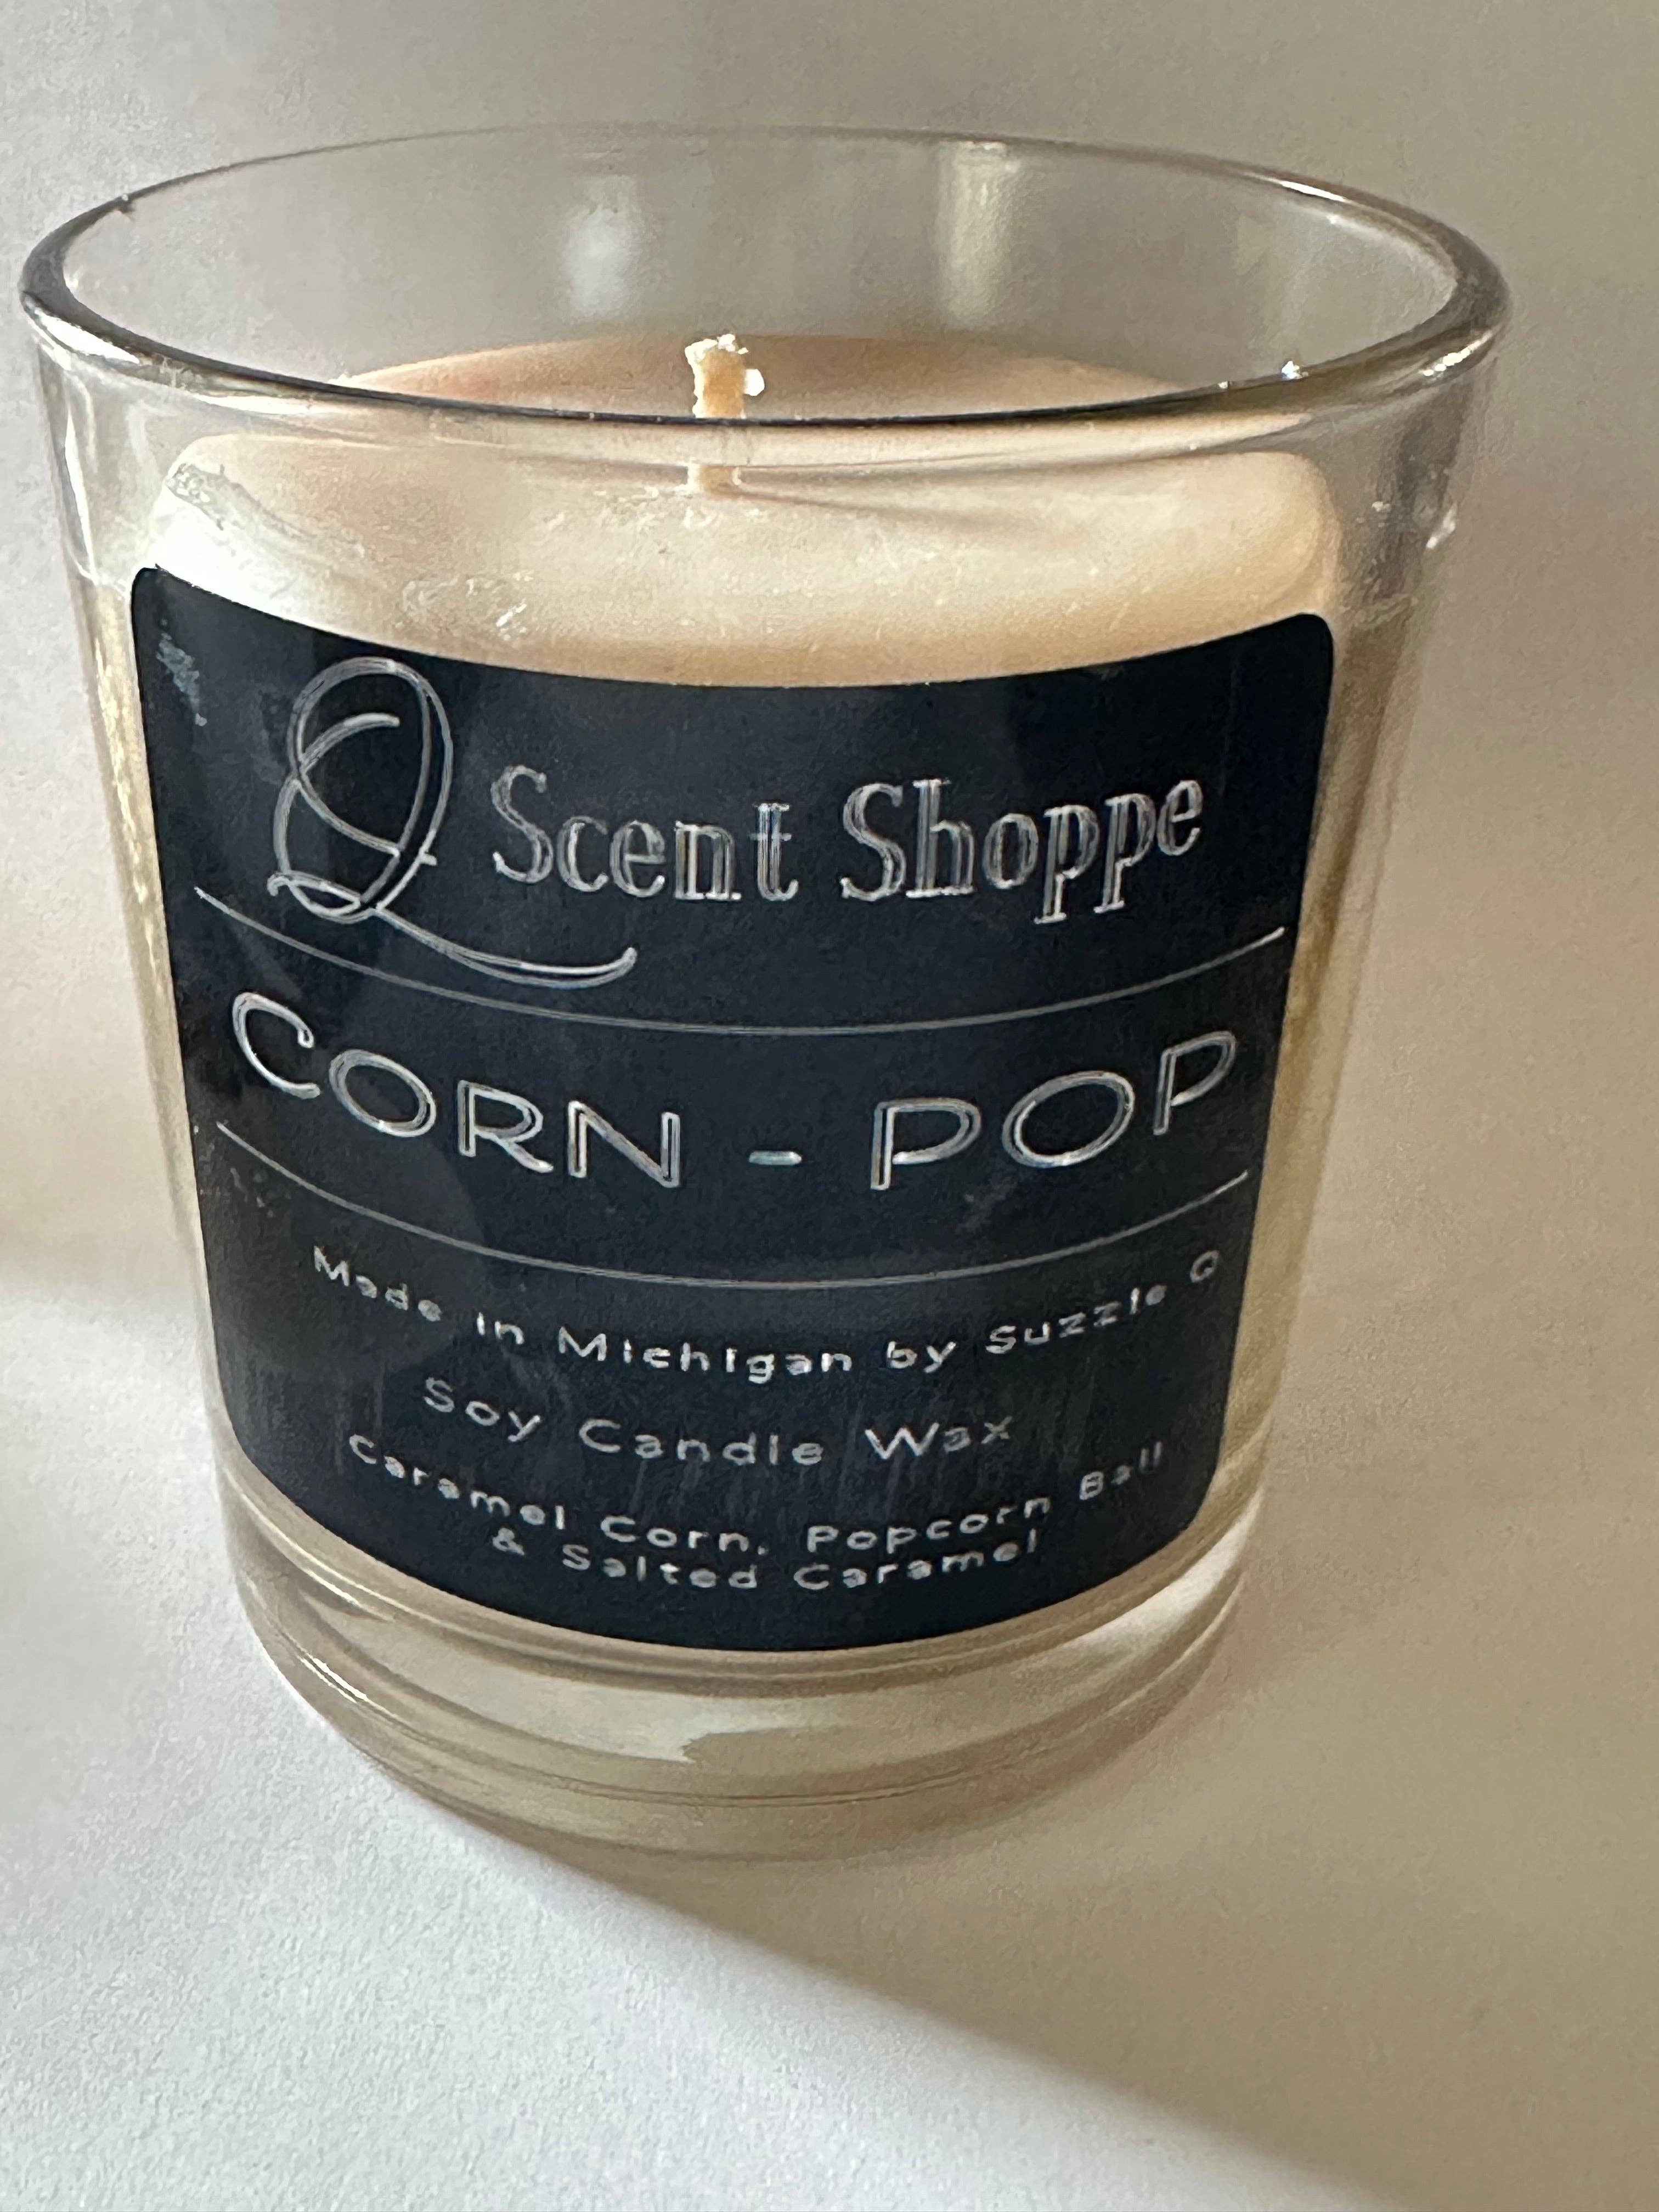 Q Scent Shoppe
CORN - POP
Made in Michigan by Suzzie Q
Soy Candle Wax
Caramel Corn, Popcorn Ball
& Salted Caramel